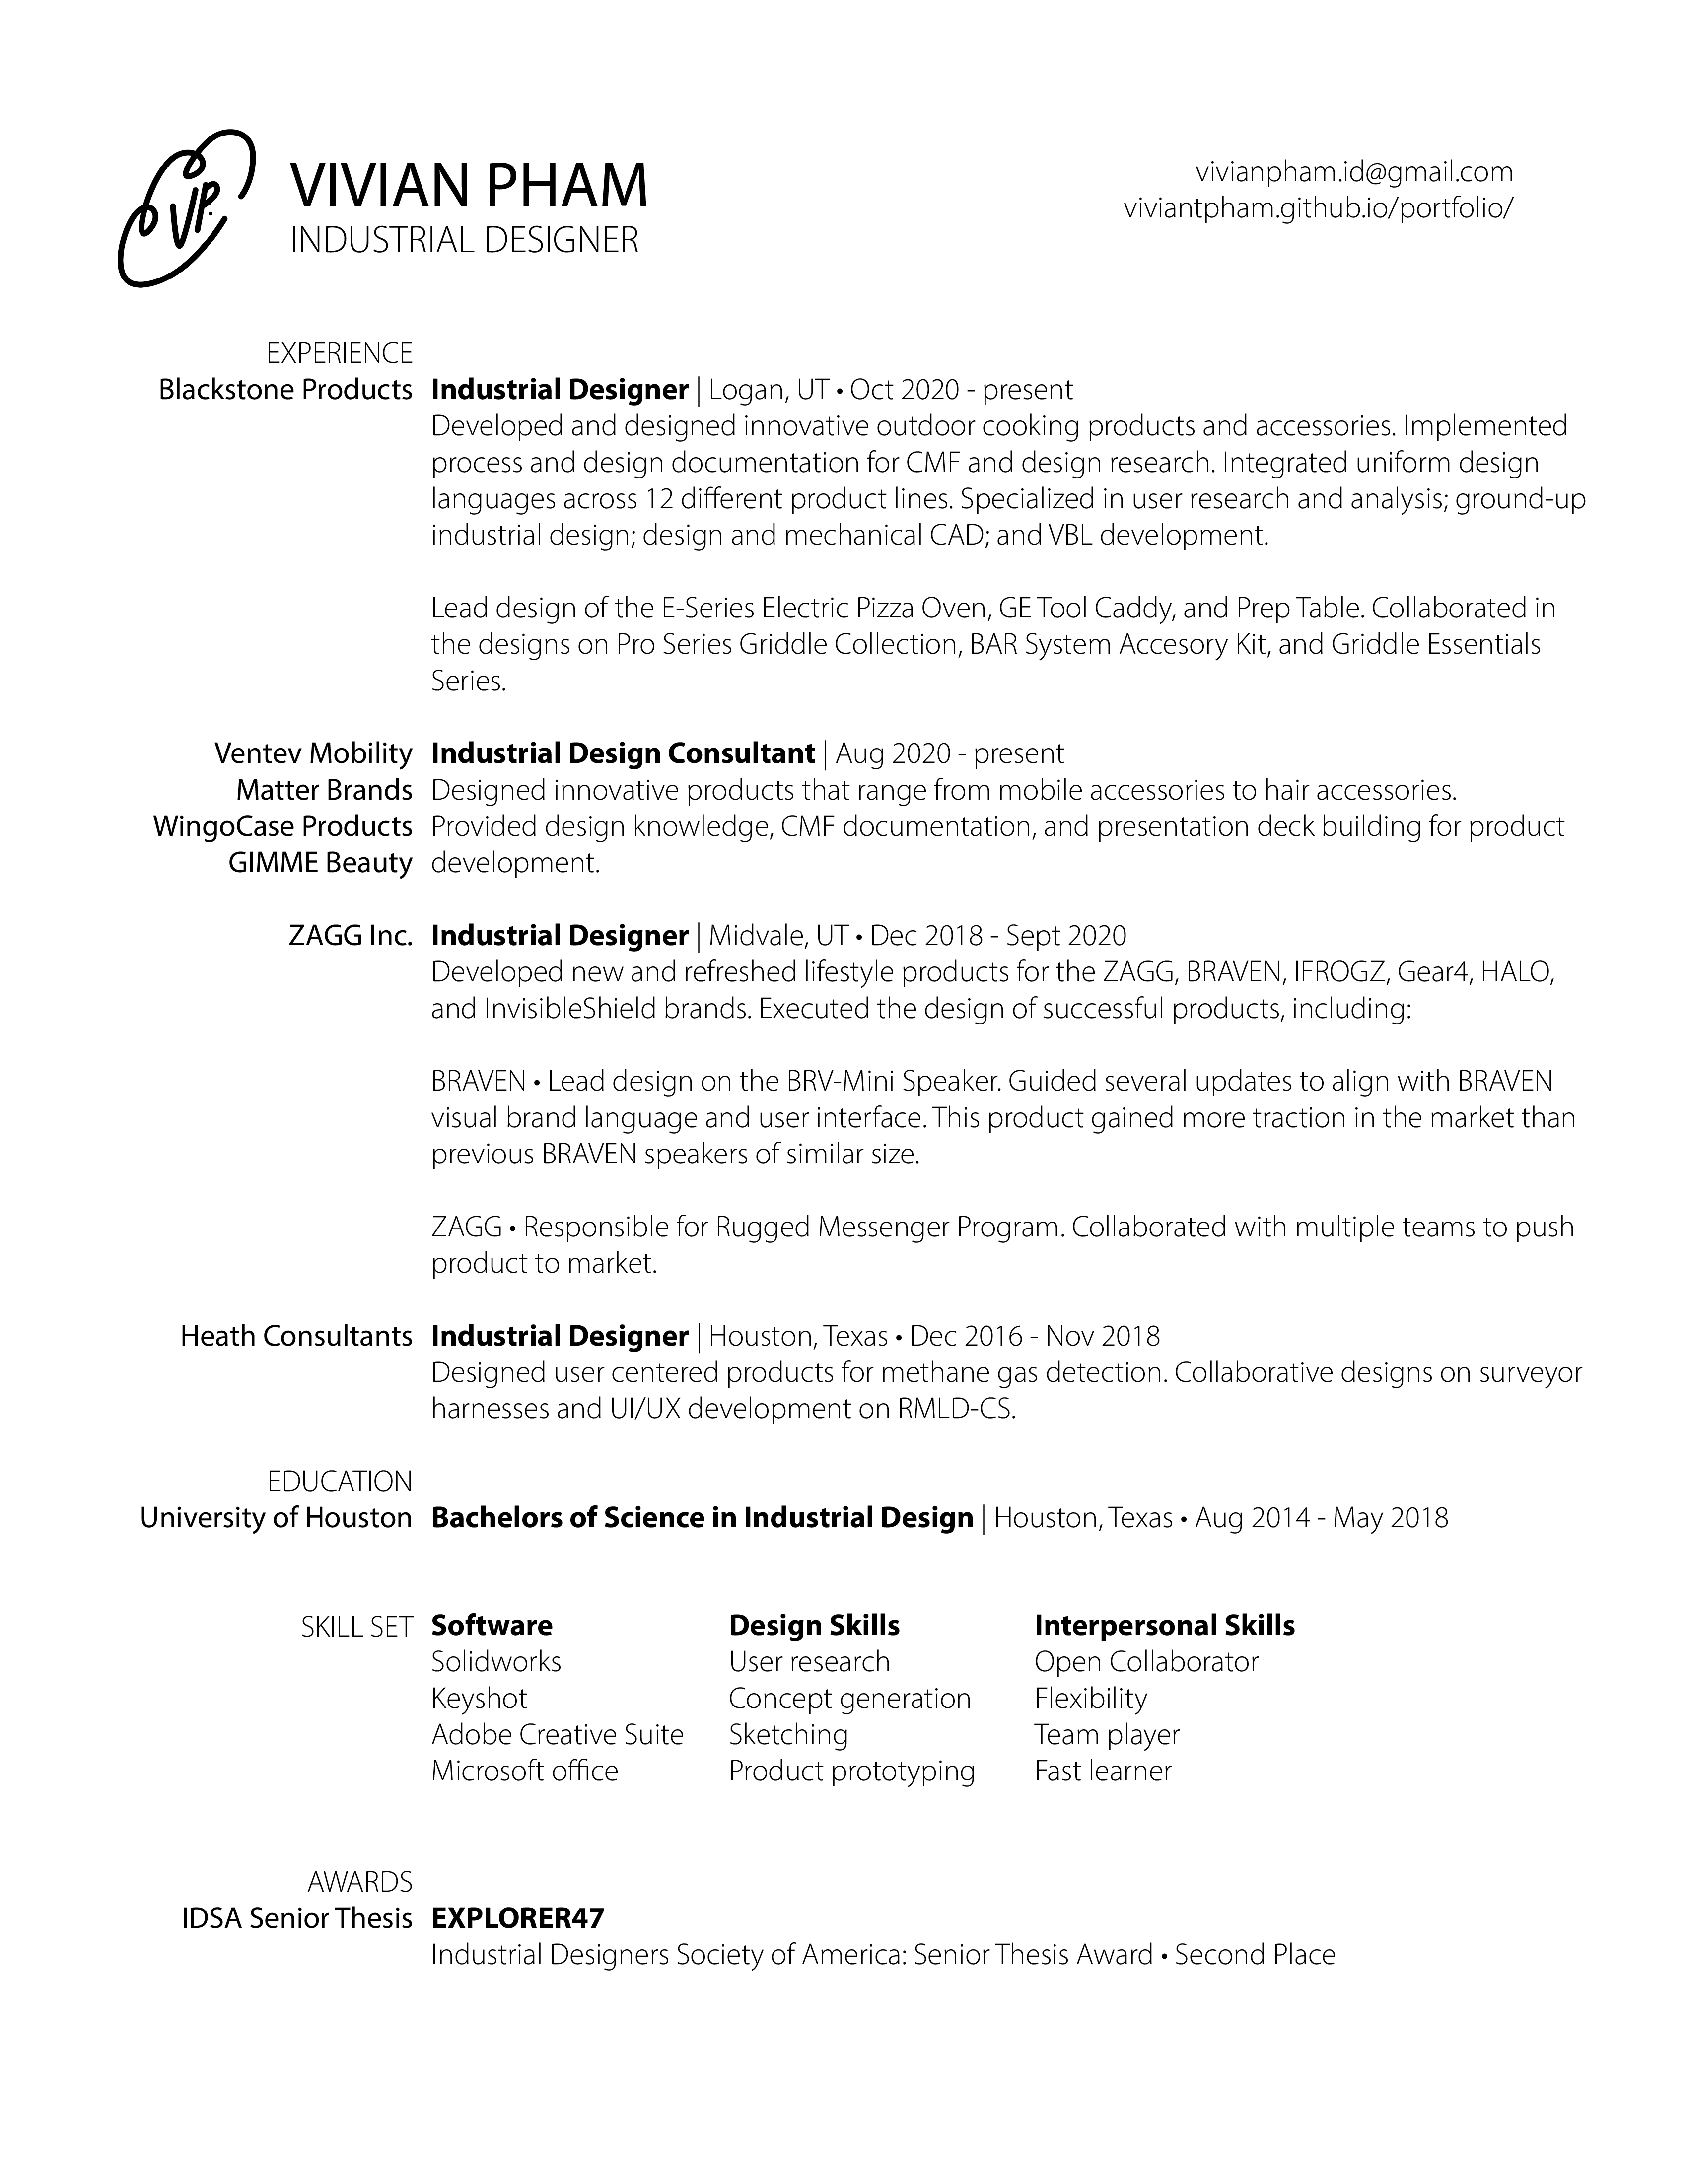 VP.
VIVIAN PHAM
INDUSTRIAL DESIGNER
vivianpham.id@gmail.com
viviantpham.github.io/portfolio/
EXPERIENCE
Blackstone Products Industrial Designer | Logan, UT • Oct 2020 - present
Developed and designed innovative outdoor cooking products and accessories. Implemented
process and design documentation for CMF and design research. Integrated uniform design
languages across 12 different product lines. Specialized in user research and analysis; ground-up
industrial design; design and mechanical CAD; and VBL development.
Lead design of the E-Series Electric Pizza Oven, GE Tool Caddy, and Prep Table. Collaborated in
the designs on Pro Series Griddle Collection, BAR System Accesory Kit, and Griddle Essentials
Series.
Ventev Mobility Industrial Design Consultant | Aug 2020 - present
Matter Brands Designed innovative products that range from mobile accessories to hair accessories.
WingoCase Products Provided design knowledge, CMF documentation, and presentation deck building for product
GIMME Beauty development.
ZAGG Inc. Industrial Designer | Midvale, UT • Dec 2018 - Sept 2020
Developed new and refreshed lifestyle products for the ZAGG, BRAVEN, IFROGZ, Gear4, HALO,
and InvisibleShield brands. Executed the design of successful products, including:
BRAVEN • Lead design on the BRV-Mini Speaker. Guided several updates to align with BRAVEN
visual brand language and user interface. This product gained more traction in the market than
previous BRAVEN speakers of similar size.
ZAGG • Responsible for Rugged Messenger Program. Collaborated with multiple teams to push
product to market.
Heath Consultants Industrial Designer | Houston, Texas • Dec 2016 - Nov 2018
Designed user centered products for methane gas detection. Collaborative designs on surveyor
harnesses and UI/UX development on RMLD-CS.
EDUCATION
University of Houston Bachelors of Science in Industrial Design | Houston, Texas • Aug 2014 - May 2018
SKILL SET Software Design Skills Interpersonal Skills
Solidworks User research Open Collaborator
Keyshot Concept generation Flexibility
Adobe Creative Suite Sketching Team player
Microsoft office Product prototyping Fast learner
AWARDS
IDSA Senior Thesis EXPLORER47
Industrial Designers Society of America: Senior Thesis Award • Second Place